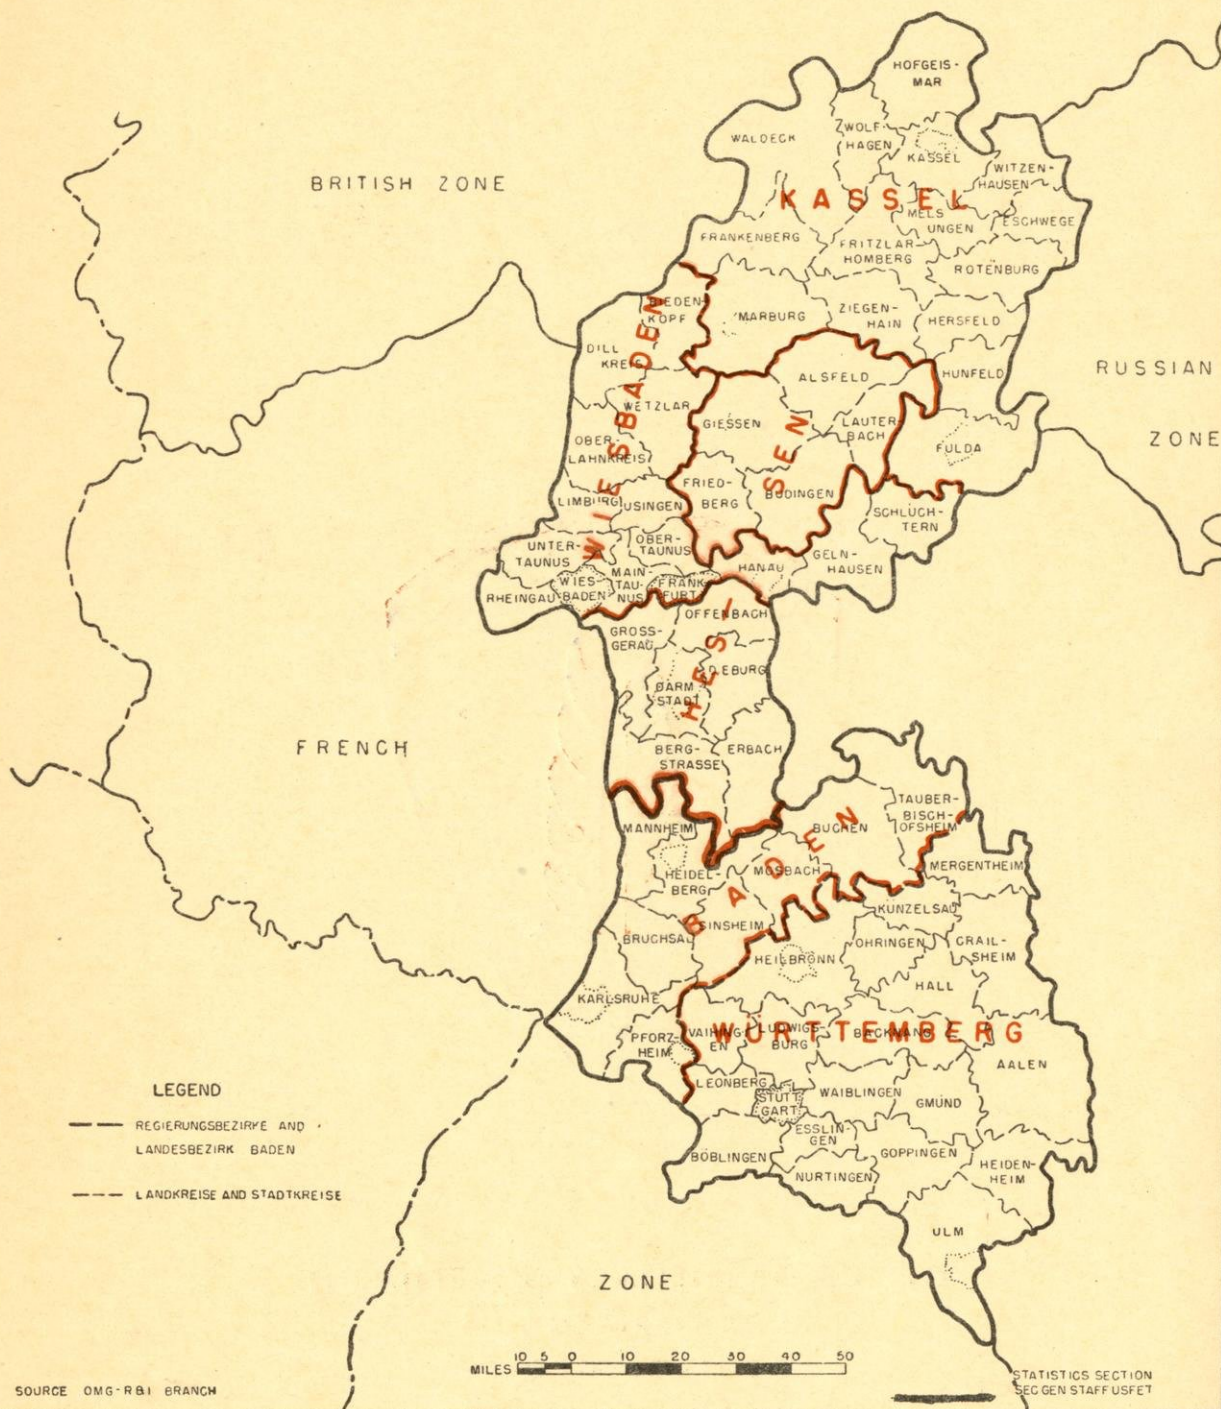 HOFGEIS-
MAR
WALDECK
ZWOLF-
HAGEN
KASSEL
WITZEN-
HAUSEN
BRITISH ZONE
KASSEL
MELS
UNGEN
ESCHWEGE
FRANKENBERG
FRITZLAR
HOMBERG
ROTENBURG
BIEDEN-
KOPF
MARBURG
ZIEGEN-
HAIN
HERSFELD
DILL
KREIS
WIESBADEN
ALSFELD
HUNFELD
RUSSIAN
ZONE
WETZLAR
GIESSEN
LAUTER-
BACH
FULDA
OBER-
LAHNKREIS
FRIED-
BERG
BUDINGEN
LIMBURG
USINGEN
SCHLUCH-
TERN
UNTER-
TAUNUS
OBER-
TAUNUS
HANAU
GELN-
HAUSEN
RHEINGAU
WIES-
BADEN
MAIN-
TAU-
NUS
FRANK
FURT
OFFENBACH
GROSS-
GERAU
HESSEN
DIEBURG
DARM
STADT
FRENCH
BERG-
STRASSE
ERBACH
MANNHEIM
BUCHEN
TAUBER-
BISCH-
OFSHEIM
BADEN
HEIDEL-
BERG
MOSBACH
MERGENTHEIM
SINSHEIM
KUNZELSAU
BRUCHSAL
HEILBRONN
OHRINGEN
CRAIL-
SHEIM
HALL
KARLSRUHE
PFORZ-
HEIM
VAIHING-
EN
LUDWIGS-
BURG
BACKNANG
WÜRTTEMBERG
AALEN
LEONBERG
STUTT
GART
WAIBLINGEN
GMUND
ESSLIN-
GEN
BÖBLINGEN
NURTINGEN
GOPPINGEN
HEIDEN-
HEIM
ULM
LEGEND
REGIERUNGSBEZIRKE AND
LANDESBEZIRK BADEN
LANDKREISE AND STADTKREISE
ZONE
10 5 0 10 20 30 40 50
MILES
SOURCE OMG-RBI BRANCH
STATISTICS SECTION
SEC GEN STAFF USFET